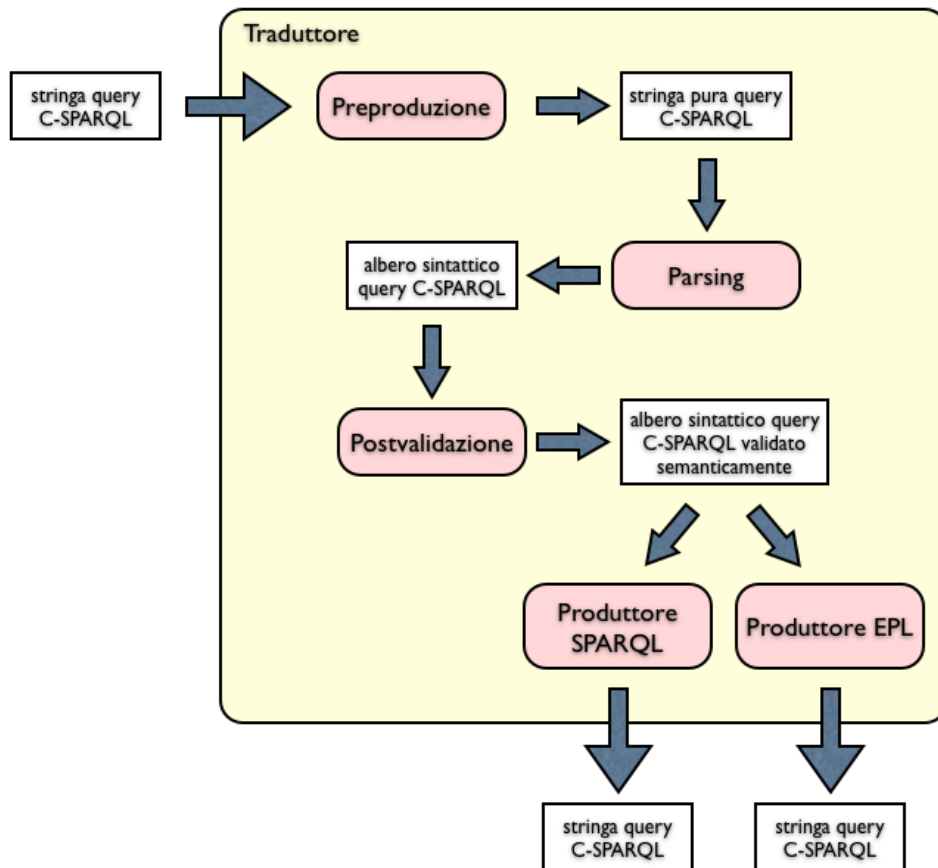 Traduttore
stringa query
C-SPARQL
Preproduzione
stringa pura query
C-SPARQL
Parsing
albero sintattico
query C-SPARQL
Postvalidazione
albero sintattico query
C-SPARQL validato
semanticamente
Produttore
SPARQL
Produttore EPL
stringa query
C-SPARQL
stringa query
C-SPARQL